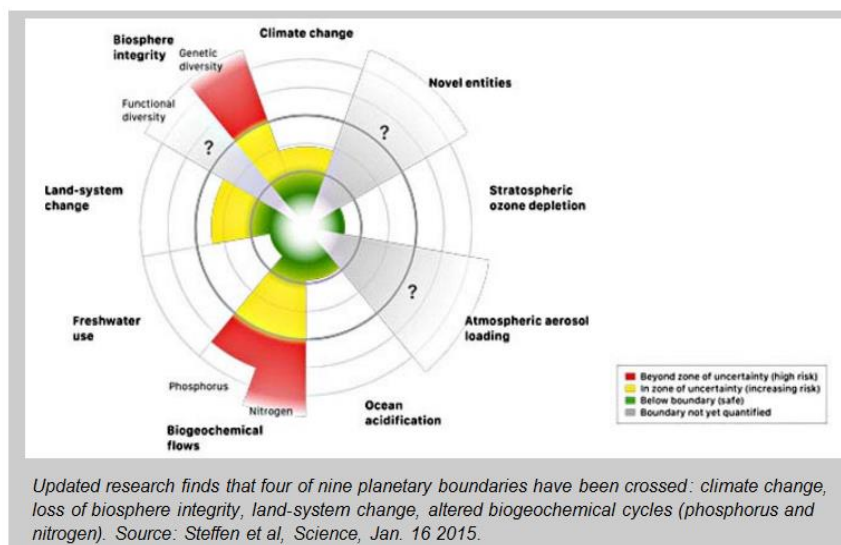 Biosphere
integrity
Climate change
Genetic
diversity
Novel entities
Functional
diversity
?
?
Land-system
change
Stratospheric
ozone depletion
?
Freshwater
use
Atmospheric aerosol
loading
Phosphorus
Nitrogen
Biogeochemical
flows
Ocean
acidification
Beyond zone of uncertainty (high risk)
In zone of uncertainty (increasing risk)
Below boundary (safe)
Boundary not yet quantified
Updated research finds that four of nine planetary boundaries have been crossed: climate change,
loss of biosphere integrity, land-system change, altered biogeochemical cycles (phosphorus and
nitrogen). Source: Steffen et al, Science, Jan. 16 2015.